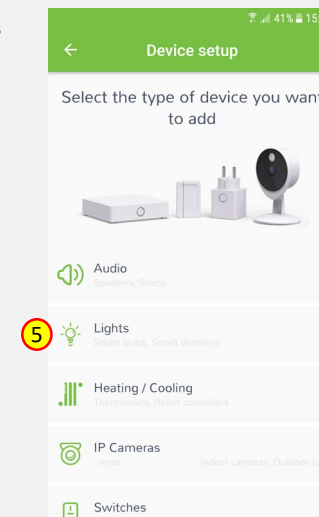 41% 15:
Device setup
Select the type of device you want
to add
Audio
Speakers, Sirens
5
Lights
Smart bulbs, Smart dimmers
Heating / Cooling
Thermostats, Room controllers
IP Cameras
Indoor cameras, Outdoor
Switches